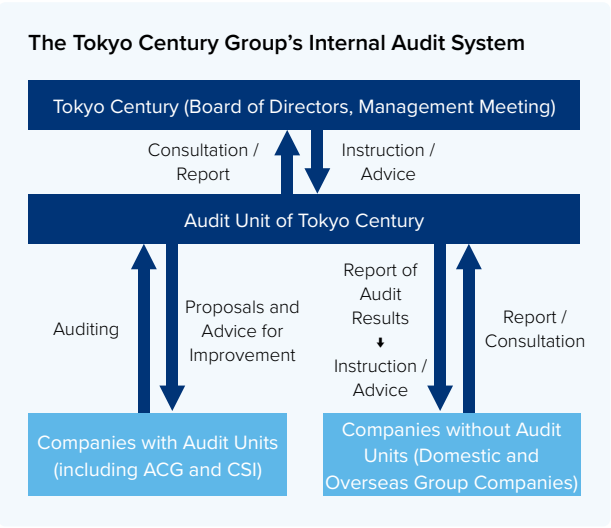 The Tokyo Century Group’s Internal Audit System
Tokyo Century (Board of Directors, Management Meeting)
Consultation /
Report
Instruction /
Advice
Audit Unit of Tokyo Century
Auditing
Proposals and
Advice for
Improvement
Report of
Audit
Results
Instruction /
Advice
Report /
Consultation
Companies with Audit Units
(including ACG and CSI)
Companies without Audit
Units (Domestic and
Overseas Group Companies)